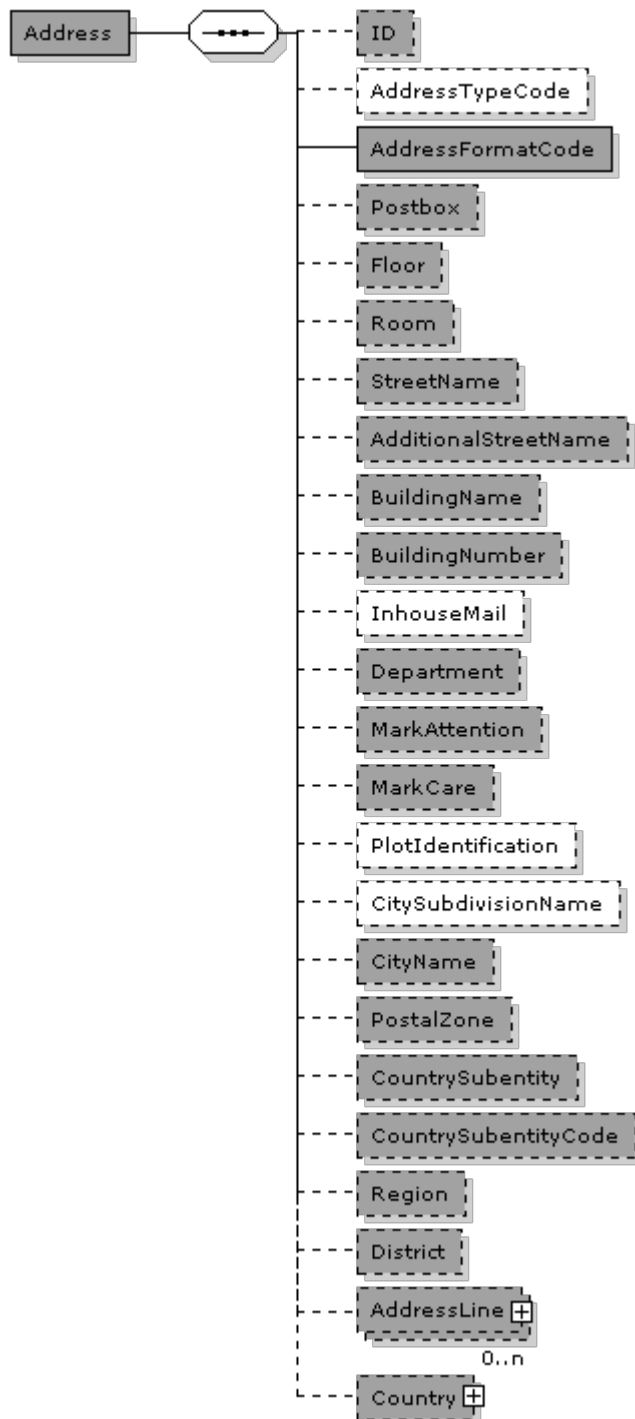 Address
ID
AddressTypeCode
AddressFormatCode
Postbox
Floor
Room
StreetName
AdditionalStreetName
BuildingName
BuildingNumber
InhouseMail
Department
MarkAttention
MarkCare
PlotIdentification
CitySubdivisionName
CityName
PostalZone
CountrySubentity
CountrySubentityCode
Region
District
AddressLine
0..n
Country